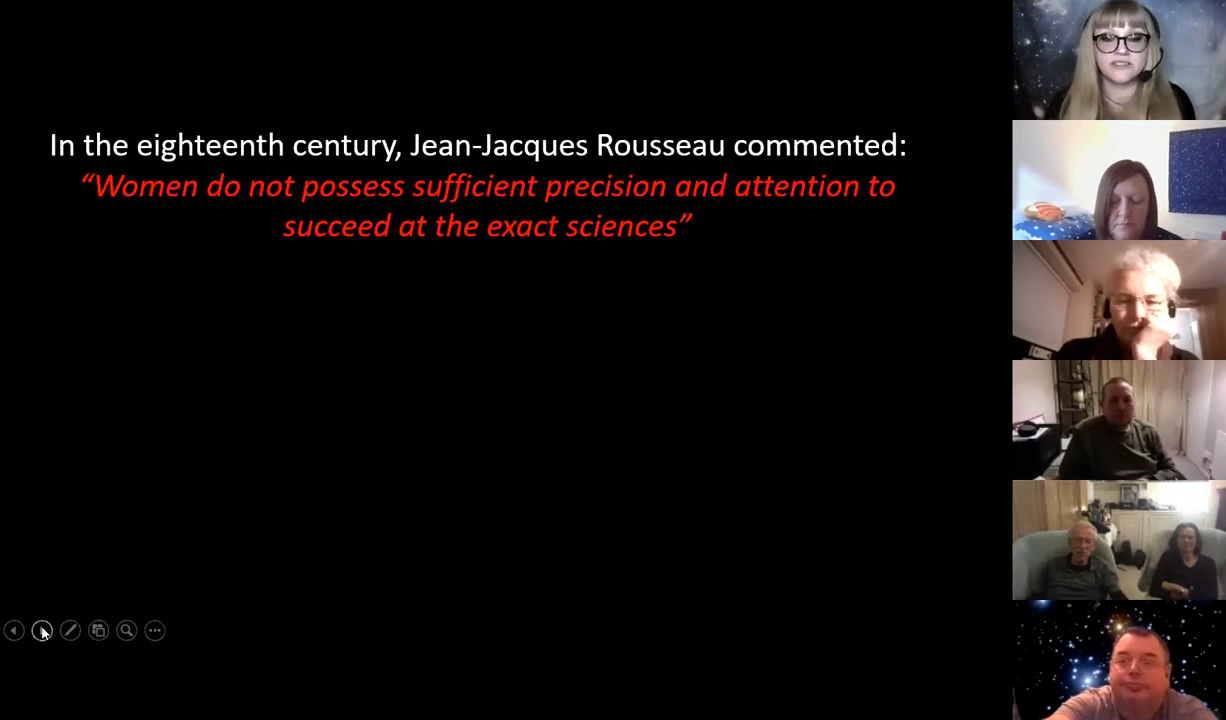 In the eighteenth century, Jean-Jacques Rousseau commented:
“Women do not possess sufficient precision and attention to
succeed at the exact sciences”